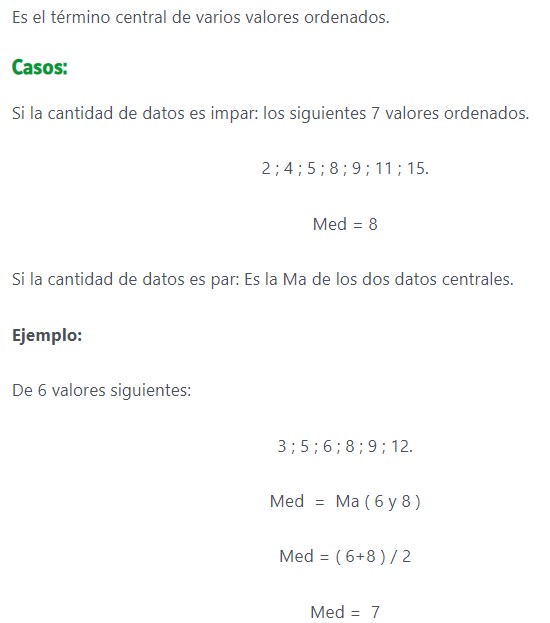 Es el término central de varios valores ordenados.
Casos:
Si la cantidad de datos es impar: los siguientes 7 valores ordenados.
2 ; 4 ; 5 ; 8 ; 9 ; 11 ; 15.
Med = 8
Si la cantidad de datos es par: Es la Ma de los dos datos centrales.
Ejemplo:
De 6 valores siguientes:
3 ; 5 ; 6 ; 8 ; 9 ; 12.
Med = Ma ( 6 y 8 )
Med = ( 6+8 ) / 2
Med = 7